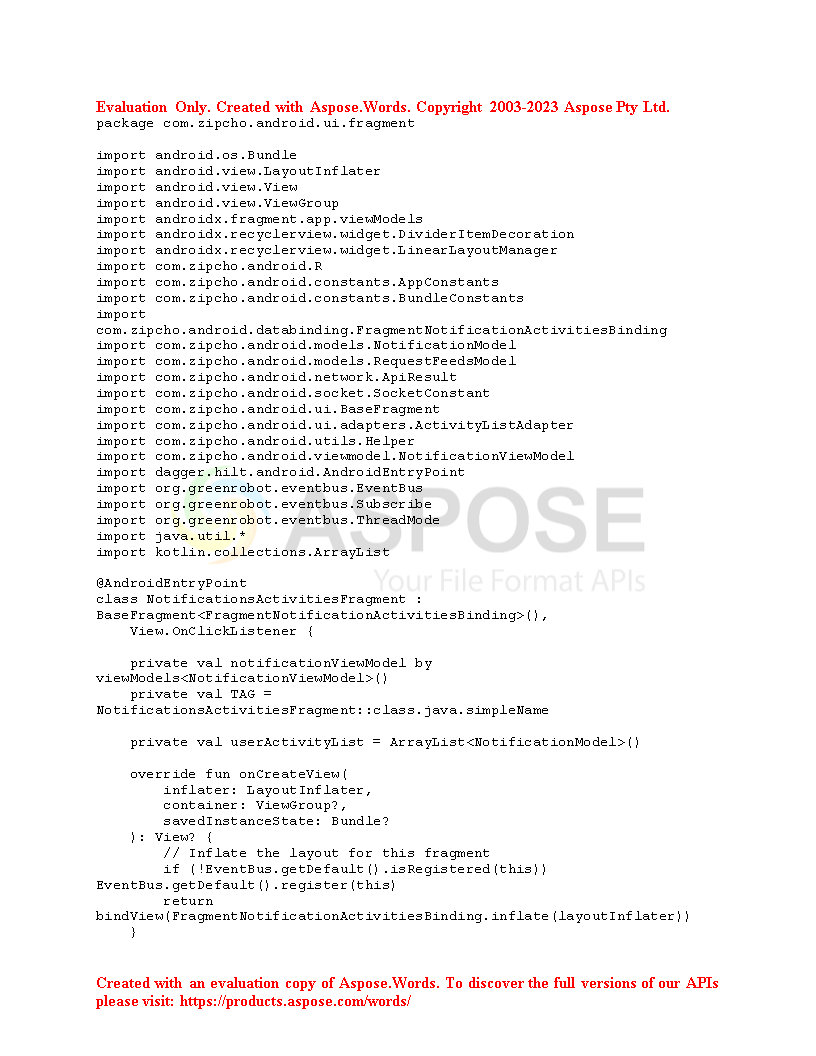 Evaluation Only. Created with Aspose.Words. Copyright 2003-2023 Aspose Pty Ltd.
package com.zipcho.android.ui.fragment

import android.os.Bundle
import android.view.LayoutInflater
import android.view.View
import android.view.ViewGroup
import androidx.fragment.app.viewModels
import androidx.recyclerview.widget.DividerItemDecoration
import androidx.recyclerview.widget.LinearLayoutManager
import com.zipcho.android.R
import com.zipcho.android.constants.AppConstants
import com.zipcho.android.constants.BundleConstants
import
com.zipcho.android.databinding.FragmentNotificationActivitiesBinding
import com.zipcho.android.models.NotificationModel
import com.zipcho.android.models.RequestFeedsModel
import com.zipcho.android.network.ApiResult
import com.zipcho.android.socket.SocketConstant
import com.zipcho.android.ui.BaseFragment
import com.zipcho.android.ui.adapters.ActivityListAdapter
import com.zipcho.android.utils.Helper
import com.zipcho.android.viewmodel.NotificationViewModel
import dagger.hilt.android.AndroidEntryPoint
import org.greenrobot.eventbus.EventBus
import org.greenrobot.eventbus.Subscribe
import org.greenrobot.eventbus.ThreadMode
import java.util.*
import kotlin.collections.ArrayList
ASPOSE
Your File Format APIs

@AndroidEntryPoint
class NotificationsActivitiesFragment :
BaseFragment<FragmentNotificationActivitiesBinding>(),
    View.OnClickListener {

    private val notificationViewModel by
viewModels<NotificationViewModel>()
    private val TAG =
NotificationsActivitiesFragment::class.java.simpleName

    private val userActivityList = ArrayList<NotificationModel>()

    override fun onCreateView(
        inflater: LayoutInflater,
        container: ViewGroup?,
        savedInstanceState: Bundle?
    ): View? {
        // Inflate the layout for this fragment
        if (!EventBus.getDefault().isRegistered(this))
EventBus.getDefault().register(this)
        return
bindView(FragmentNotificationActivitiesBinding.inflate(layoutInflater))
    }

Created with an evaluation copy of Aspose.Words. To discover the full versions of our APIs
please visit: https://products.aspose.com/words/